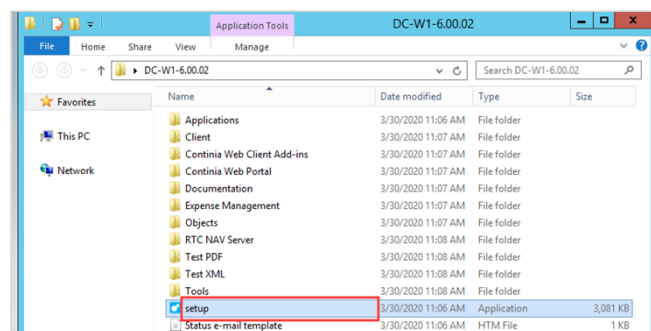 Application Tools DC-W1-6.00.02
File Home Share View Manage
DC-W1-6.00.02 Search DC-W1-6.00.02
Name Date modified Type Size
Favorites
This PC
Network
Applications 3/30/2020 11:06 AM File folder
Client 3/30/2020 11:07 AM File folder
Continia Web Client Add-ins 3/30/2020 11:07 AM File folder
Continia Web Portal 3/30/2020 11:07 AM File folder
Documentation 3/30/2020 11:07 AM File folder
Expense Management 3/30/2020 11:07 AM File folder
Objects 3/30/2020 11:07 AM File folder
RTC NAV Server 3/30/2020 11:08 AM File folder
Test PDF 3/30/2020 11:08 AM File folder
Test XML 3/30/2020 11:08 AM File folder
Tools 3/30/2020 11:08 AM File folder
setup 3/30/2020 11:06 AM Application 3,081 KB
Status e-mail template 3/30/2020 11:06 AM HTM File 1 KB